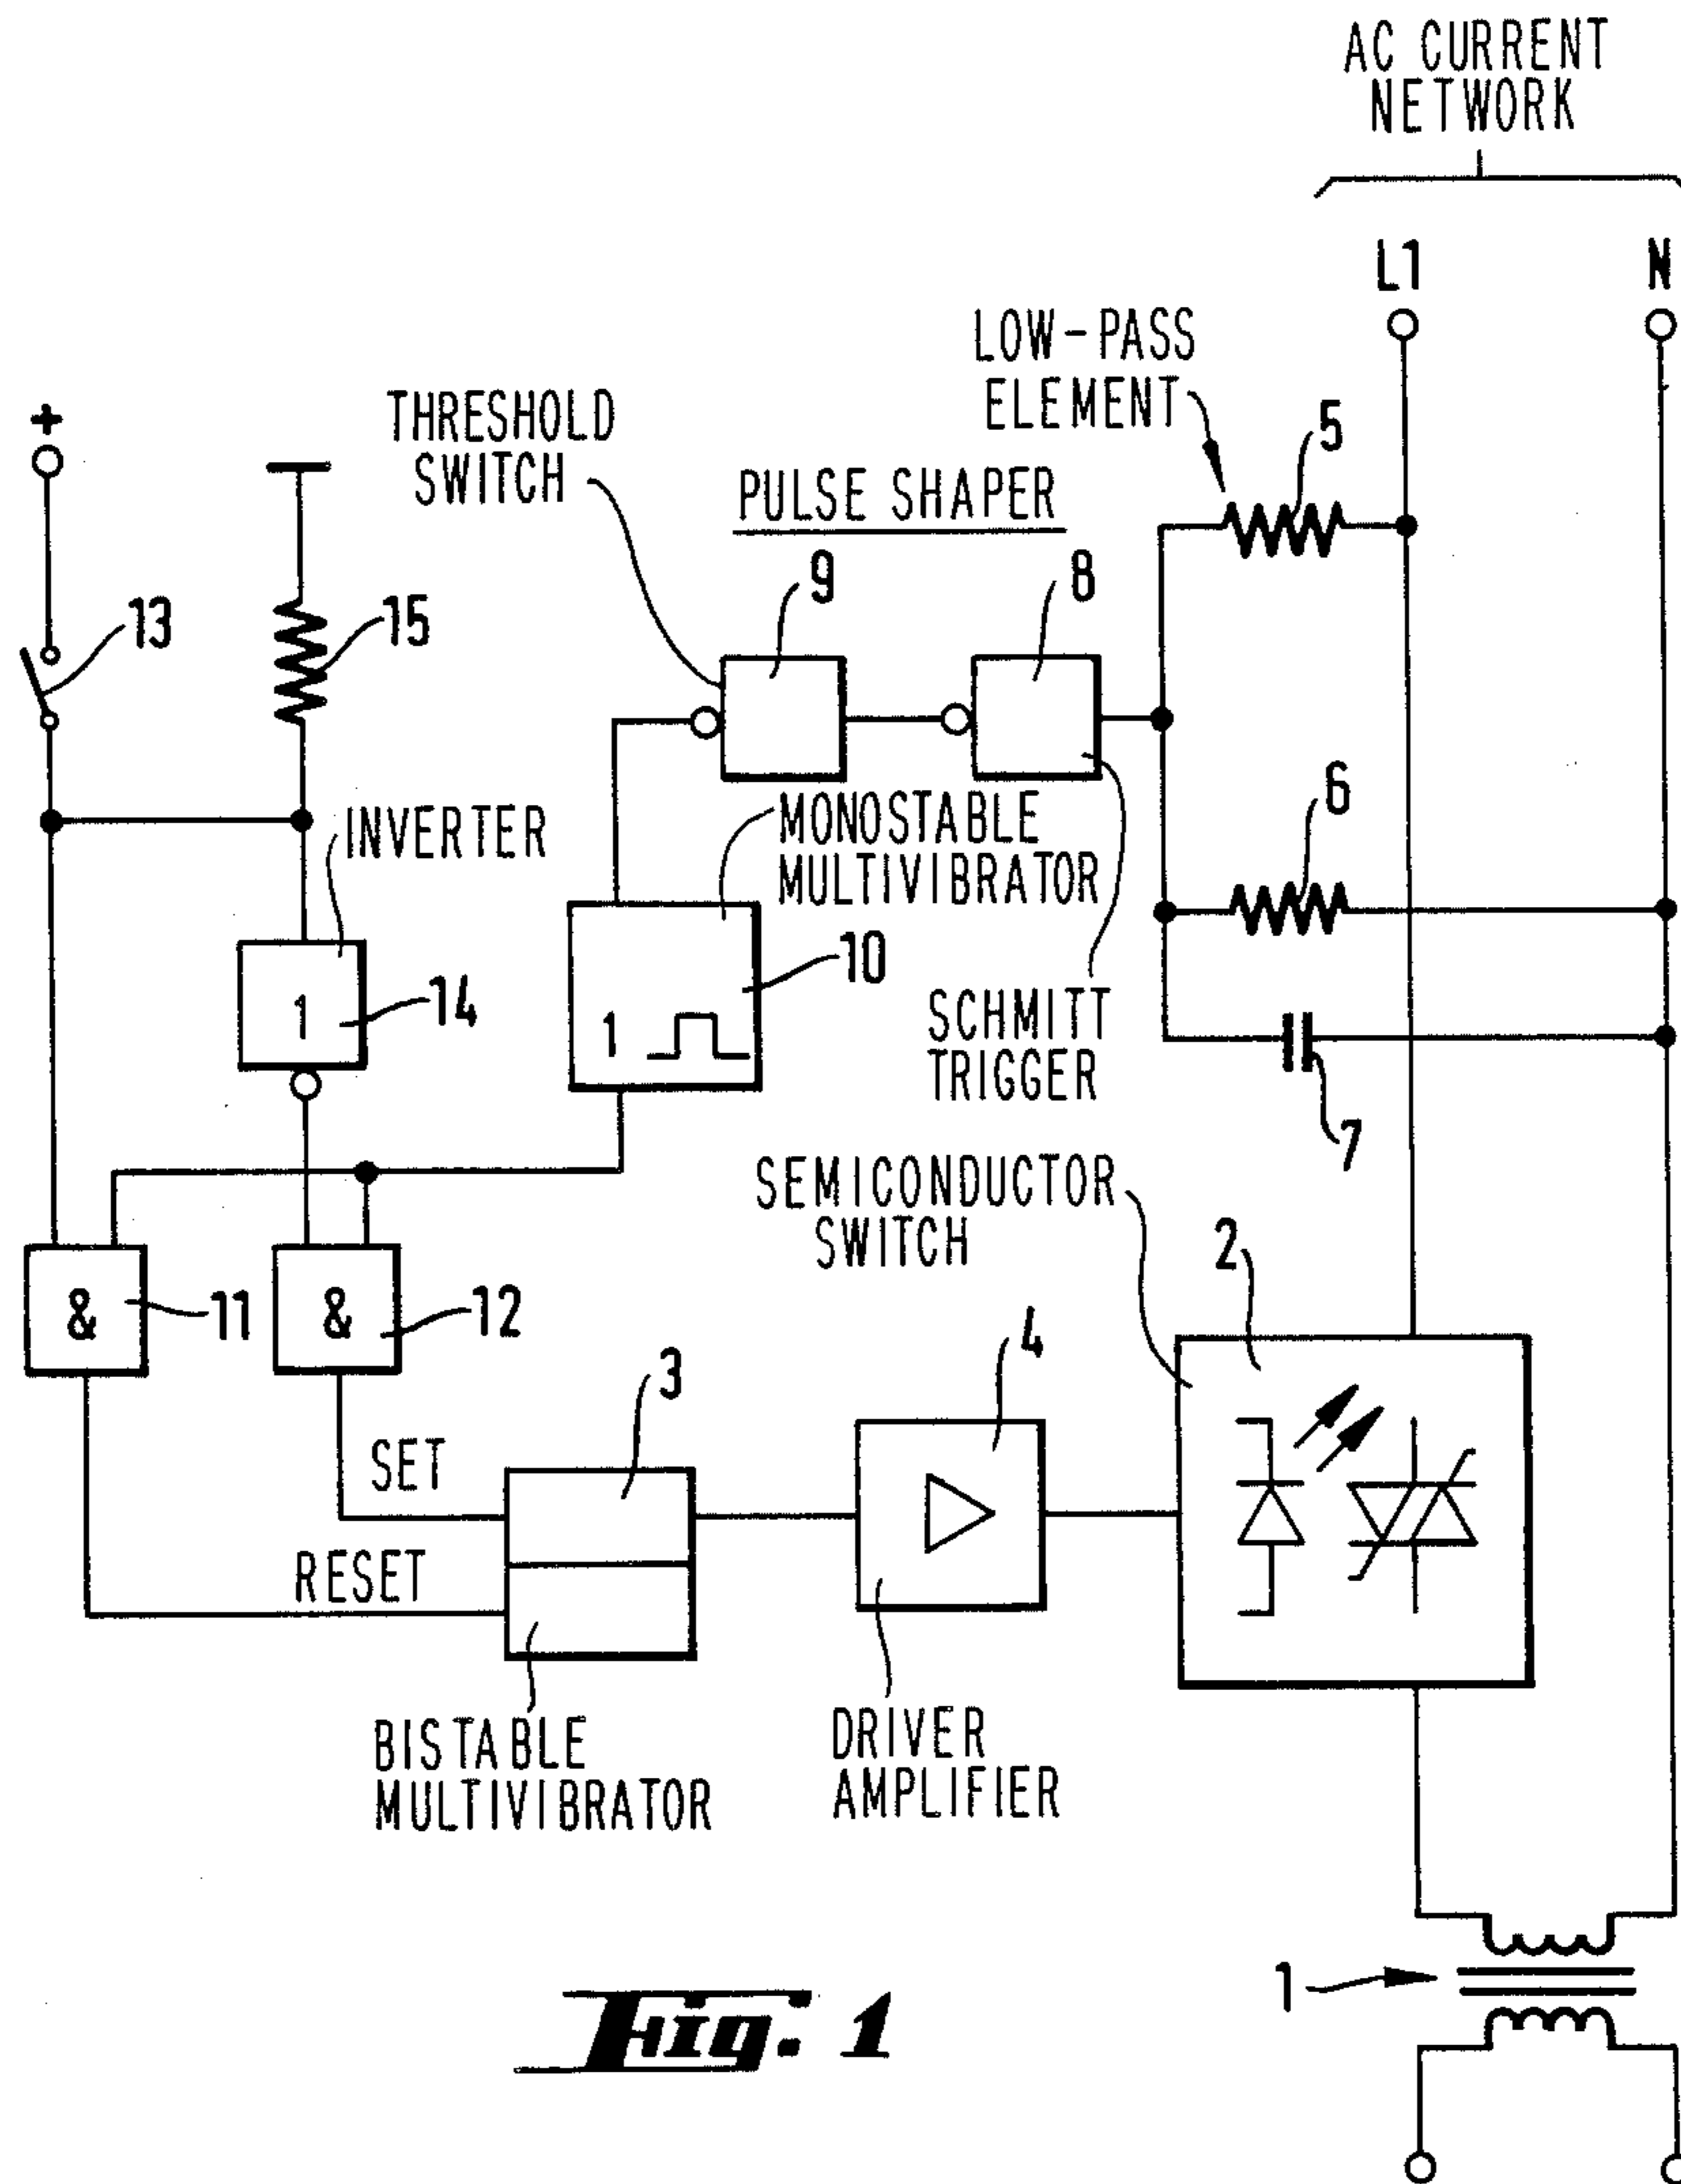 AC CURRENT
NETWORK
L1
N
LOW-PASS
ELEMENT
5
THRESHOLD
SWITCH
PULSE SHAPER
+
9
8
13
15
6
INVERTER
MONOSTABLE
MULTIVIBRATOR
10
14
1
1
SCHMITT
TRIGGER
7
SEMICONDUCTOR
SWITCH
2
&
11
&
12
4
3
SET
RESET
BISTABLE
MULTIVIBRATOR
DRIVER
AMPLIFIER
1
Fig. 1